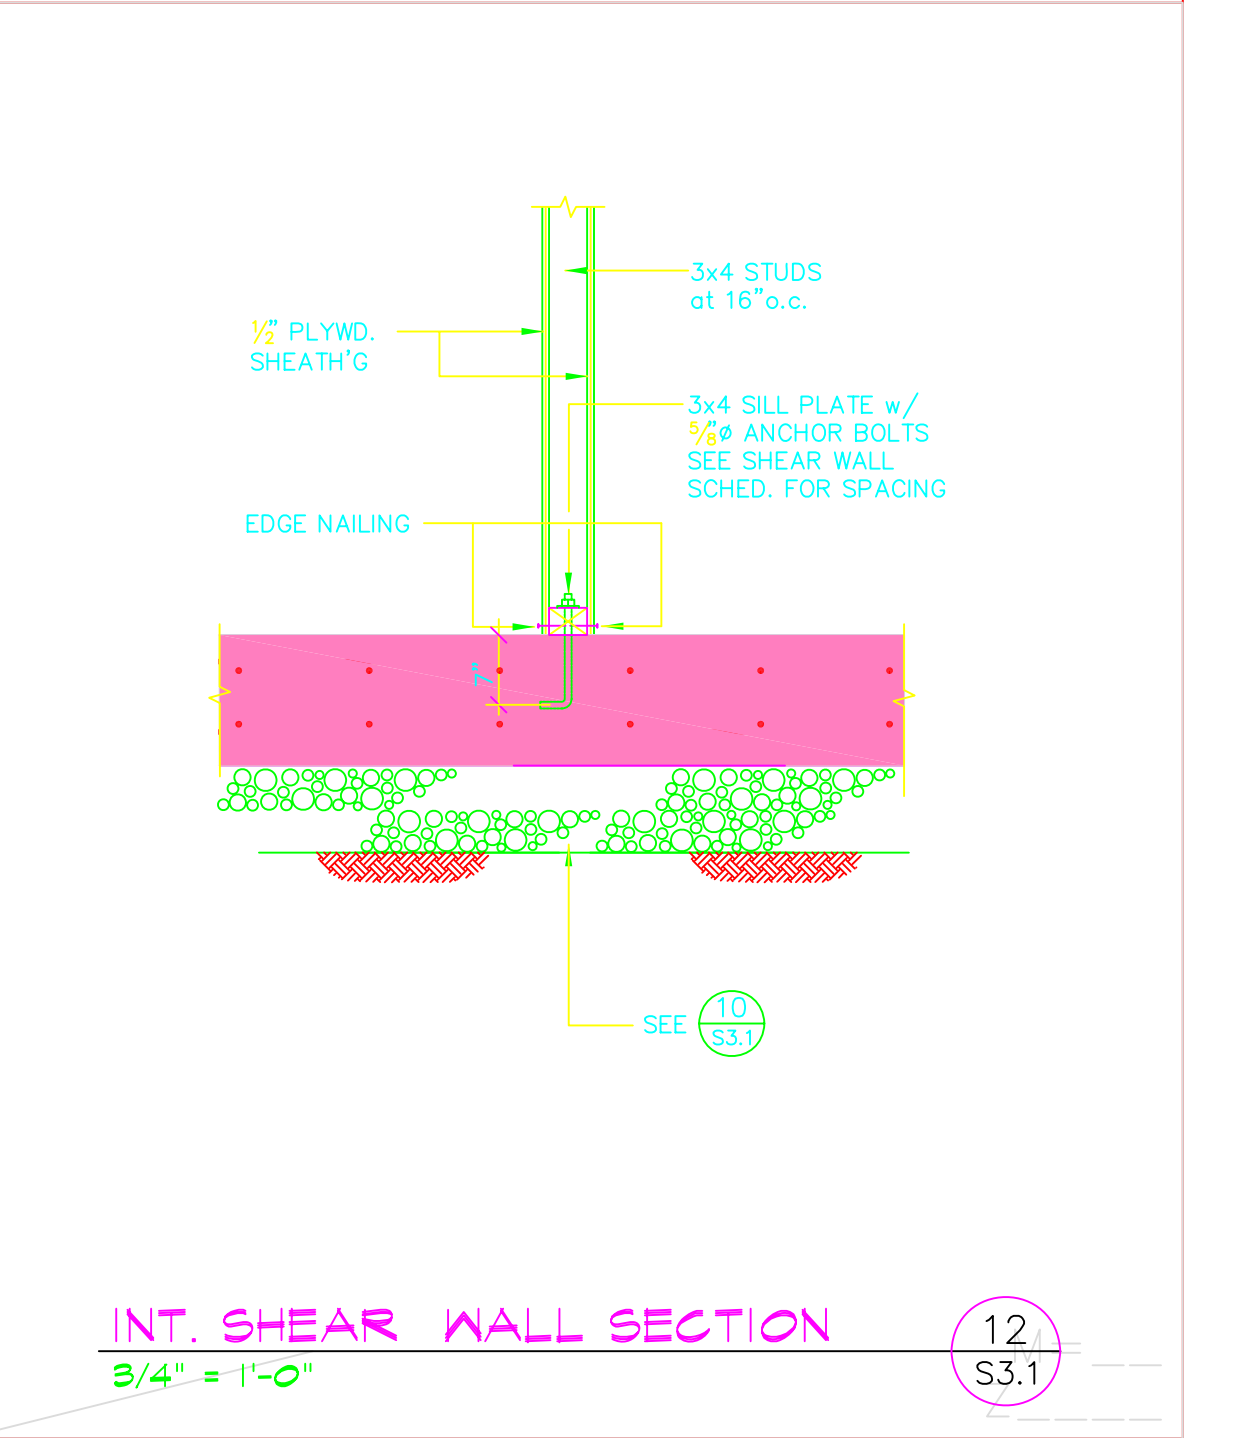 3x4 STUDS
at 16"o.c.
1/2" PLYWD.
SHEATH'G
3x4 SILL PLATE w/
5/8"ø ANCHOR BOLTS
SEE SHEAR WALL
SCHED. FOR SPACING
EDGE NAILING
7"
SEE 10
S3.1
INT. SHEAR WALL SECTION
3/4" = 1'-0"
12
S3.1